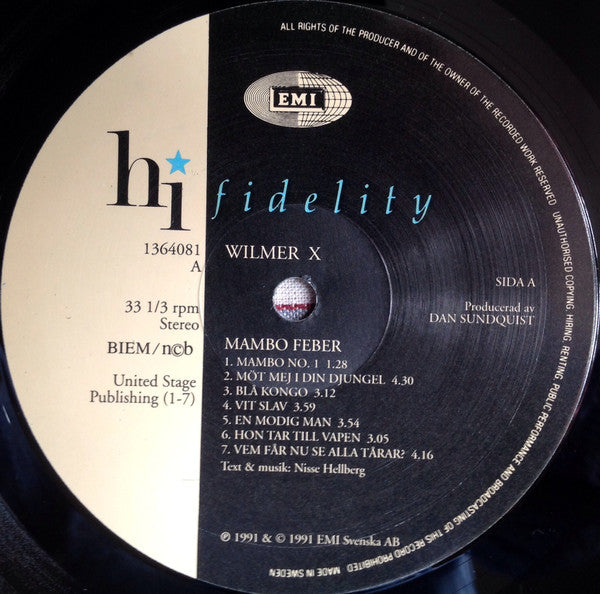 ALL RIGHTS OF THE PRODUCER AND OF THE OWNER OF THE RECORDED WORK RESERVED UNAUTHORISED COPYING, HIRING, RENTING, PUBLIC PERFORMANCE AND BROADCASTING OF THIS RECORD PROHIBITED MADE IN SWEDEN
EMI
hi fidelity
1364081
A
WILMER X
SIDA A
33 1/3 rpm
Stereo
Producerad av
DAN SUNDQUIST
BIEM/n©b
United Stage
Publishing (1-7)
MAMBO FEBER
1. MAMBO NO. 1 1.28
2. MÖT MEJ I DIN DJUNGEL 4.30
3. BLÅ KONGO 3.12
4. VIT SLAV 3.59
5. EN MODIG MAN 3.54
6. HON TAR TILL VAPEN 3.05
7. VEM FÅR NU SE ALLA TÅRAR? 4.16
Text & musik: Nisse Hellberg
℗ 1991 & © 1991 EMI Svenska AB